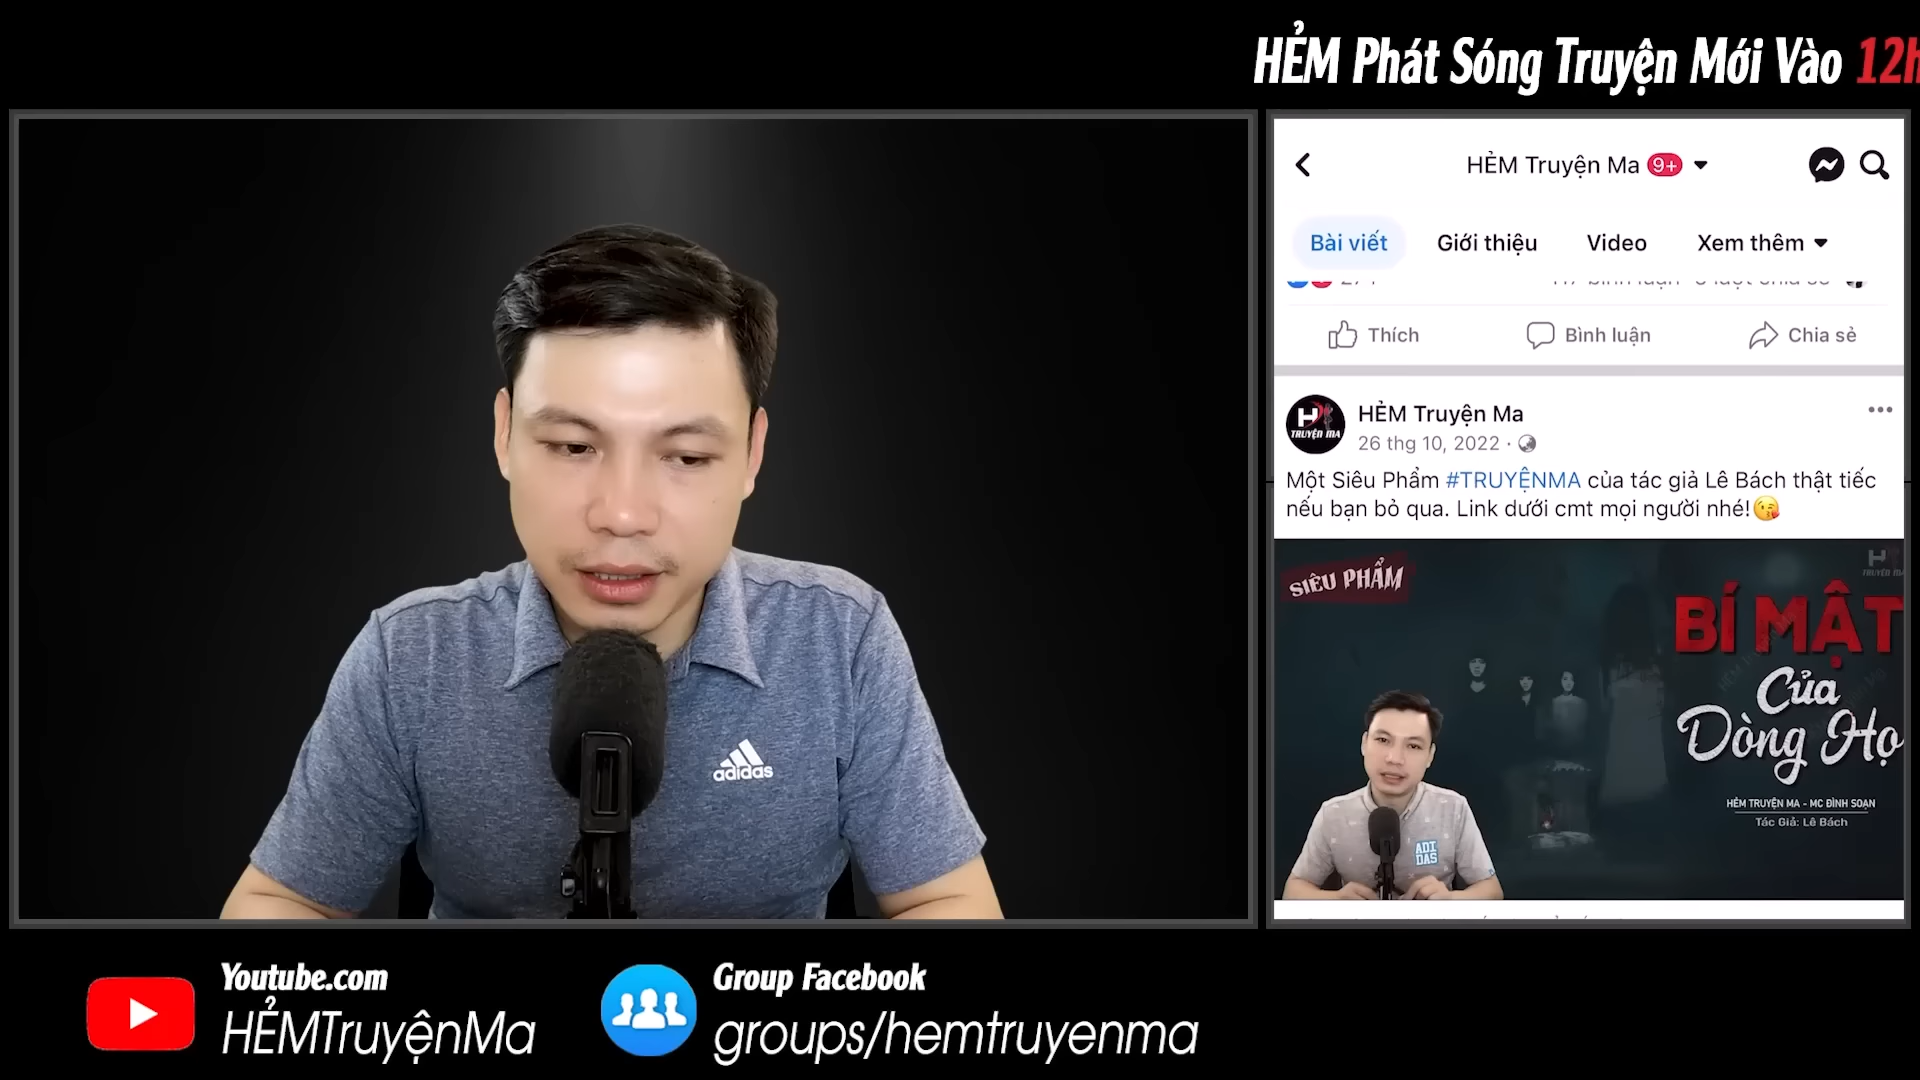 HẺM Phát Sóng Truyện Mới Vào 12h
HẺM Truyện Ma 9+
Bài viết Giới thiệu Video Xem thêm
Thích Bình luận Chia sẻ
HẺM Truyện Ma
26 thg 10, 2022 ·
Một Siêu Phẩm #TRUYỆNMA của tác giả Lê Bách thật tiếc
nếu bạn bỏ qua. Link dưới cmt mọi người nhé!😘
H
TRUYỆN MA
SIÊU PHẨM
BÍ MẬT
Của
Dòng Họ
HẺM TRUYỆN MA - MC ĐÌNH SOẠN
Tác Giả: Lê Bách
ADI
DAS
adidas
Youtube.com
HẺMTruyệnMa
Group Facebook
groups/hemtruyenma